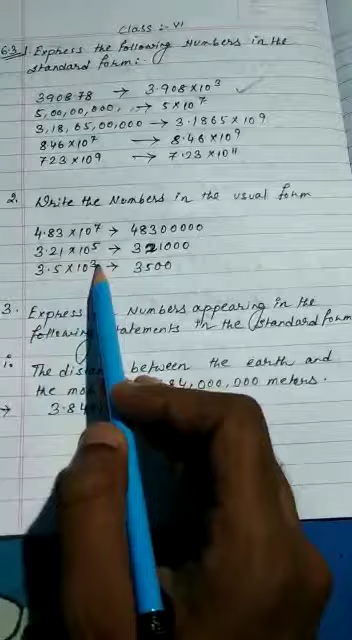 Class :- VI
6.3.1. Express the following numbers in the
standard form:-
3908.78 → 3.908×10³
5,00,00,000, → 5×10⁷
3,18,65,00,000 → 3.1865×10⁹
846×10⁷ → 8.46×10⁹
723×10⁹ → 7.23×10¹¹
2. Write the Numbers in the usual form
4.83×10⁷ → 48300000
3.21×10⁵ → 321000
3.5×10³ → 3500
3. Express Numbers appearing in the
following statements in the standard form
i. The between the earth and
the 84,000,000 meters.
→ 3.84